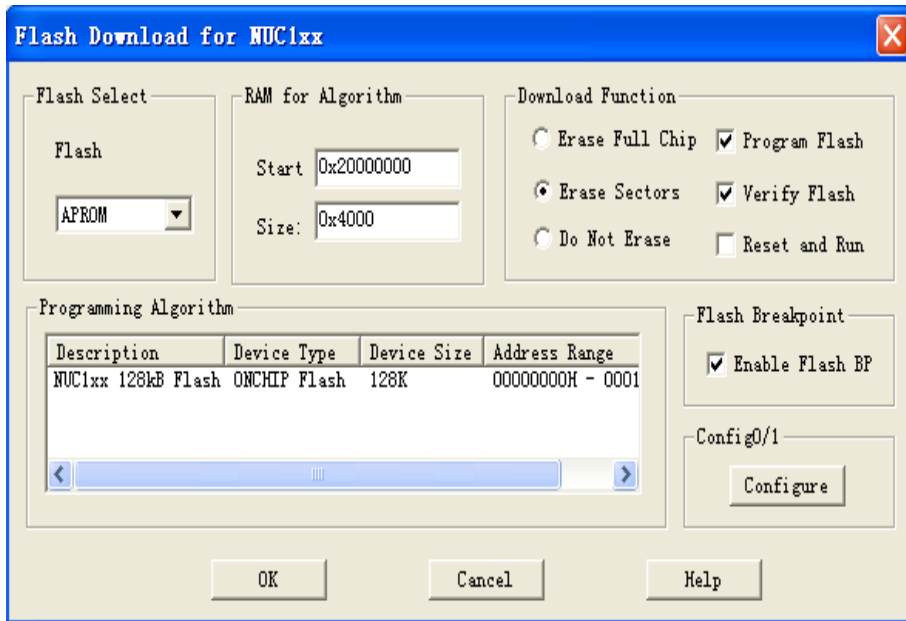 Flash Download for NUC1xx
Flash Select
Flash
APROM
RAM for Algorithm
Start 0x20000000
Size: 0x4000
Download Function
Erase Full Chip Program Flash
Erase Sectors Verify Flash
Do Not Erase Reset and Run
Programming Algorithm
Description Device Type Device Size Address Range
NUC1xx 128kB Flash ONCHIP Flash 128K 00000000H - 0001
Flash Breakpoint
Enable Flash BP
Config0/1
Configure
OK Cancel Help